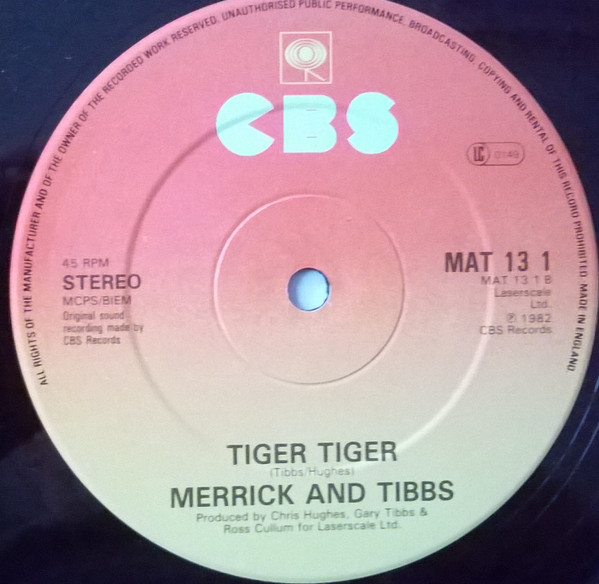 ALL RIGHTS OF THE MANUFACTURER AND OF THE OWNER OF THE RECORDED WORK RESERVED. UNAUTHORISED PUBLIC PERFORMANCE, BROADCASTING, COPYING AND RENTAL OF THIS RECORD PROHIBITED. MADE IN ENGLAND.
CBS
LC 0149
45 RPM
STEREO
MCPS/BIEM
Original sound
recording made by
CBS Records
MAT 13 1
MAT 13 1 B
Laserscale
Ltd.
℗ 1982
CBS Records
TIGER TIGER
(Tibbs/Hughes)
MERRICK AND TIBBS
Produced by Chris Hughes, Gary Tibbs &
Ross Cullum for Laserscale Ltd.